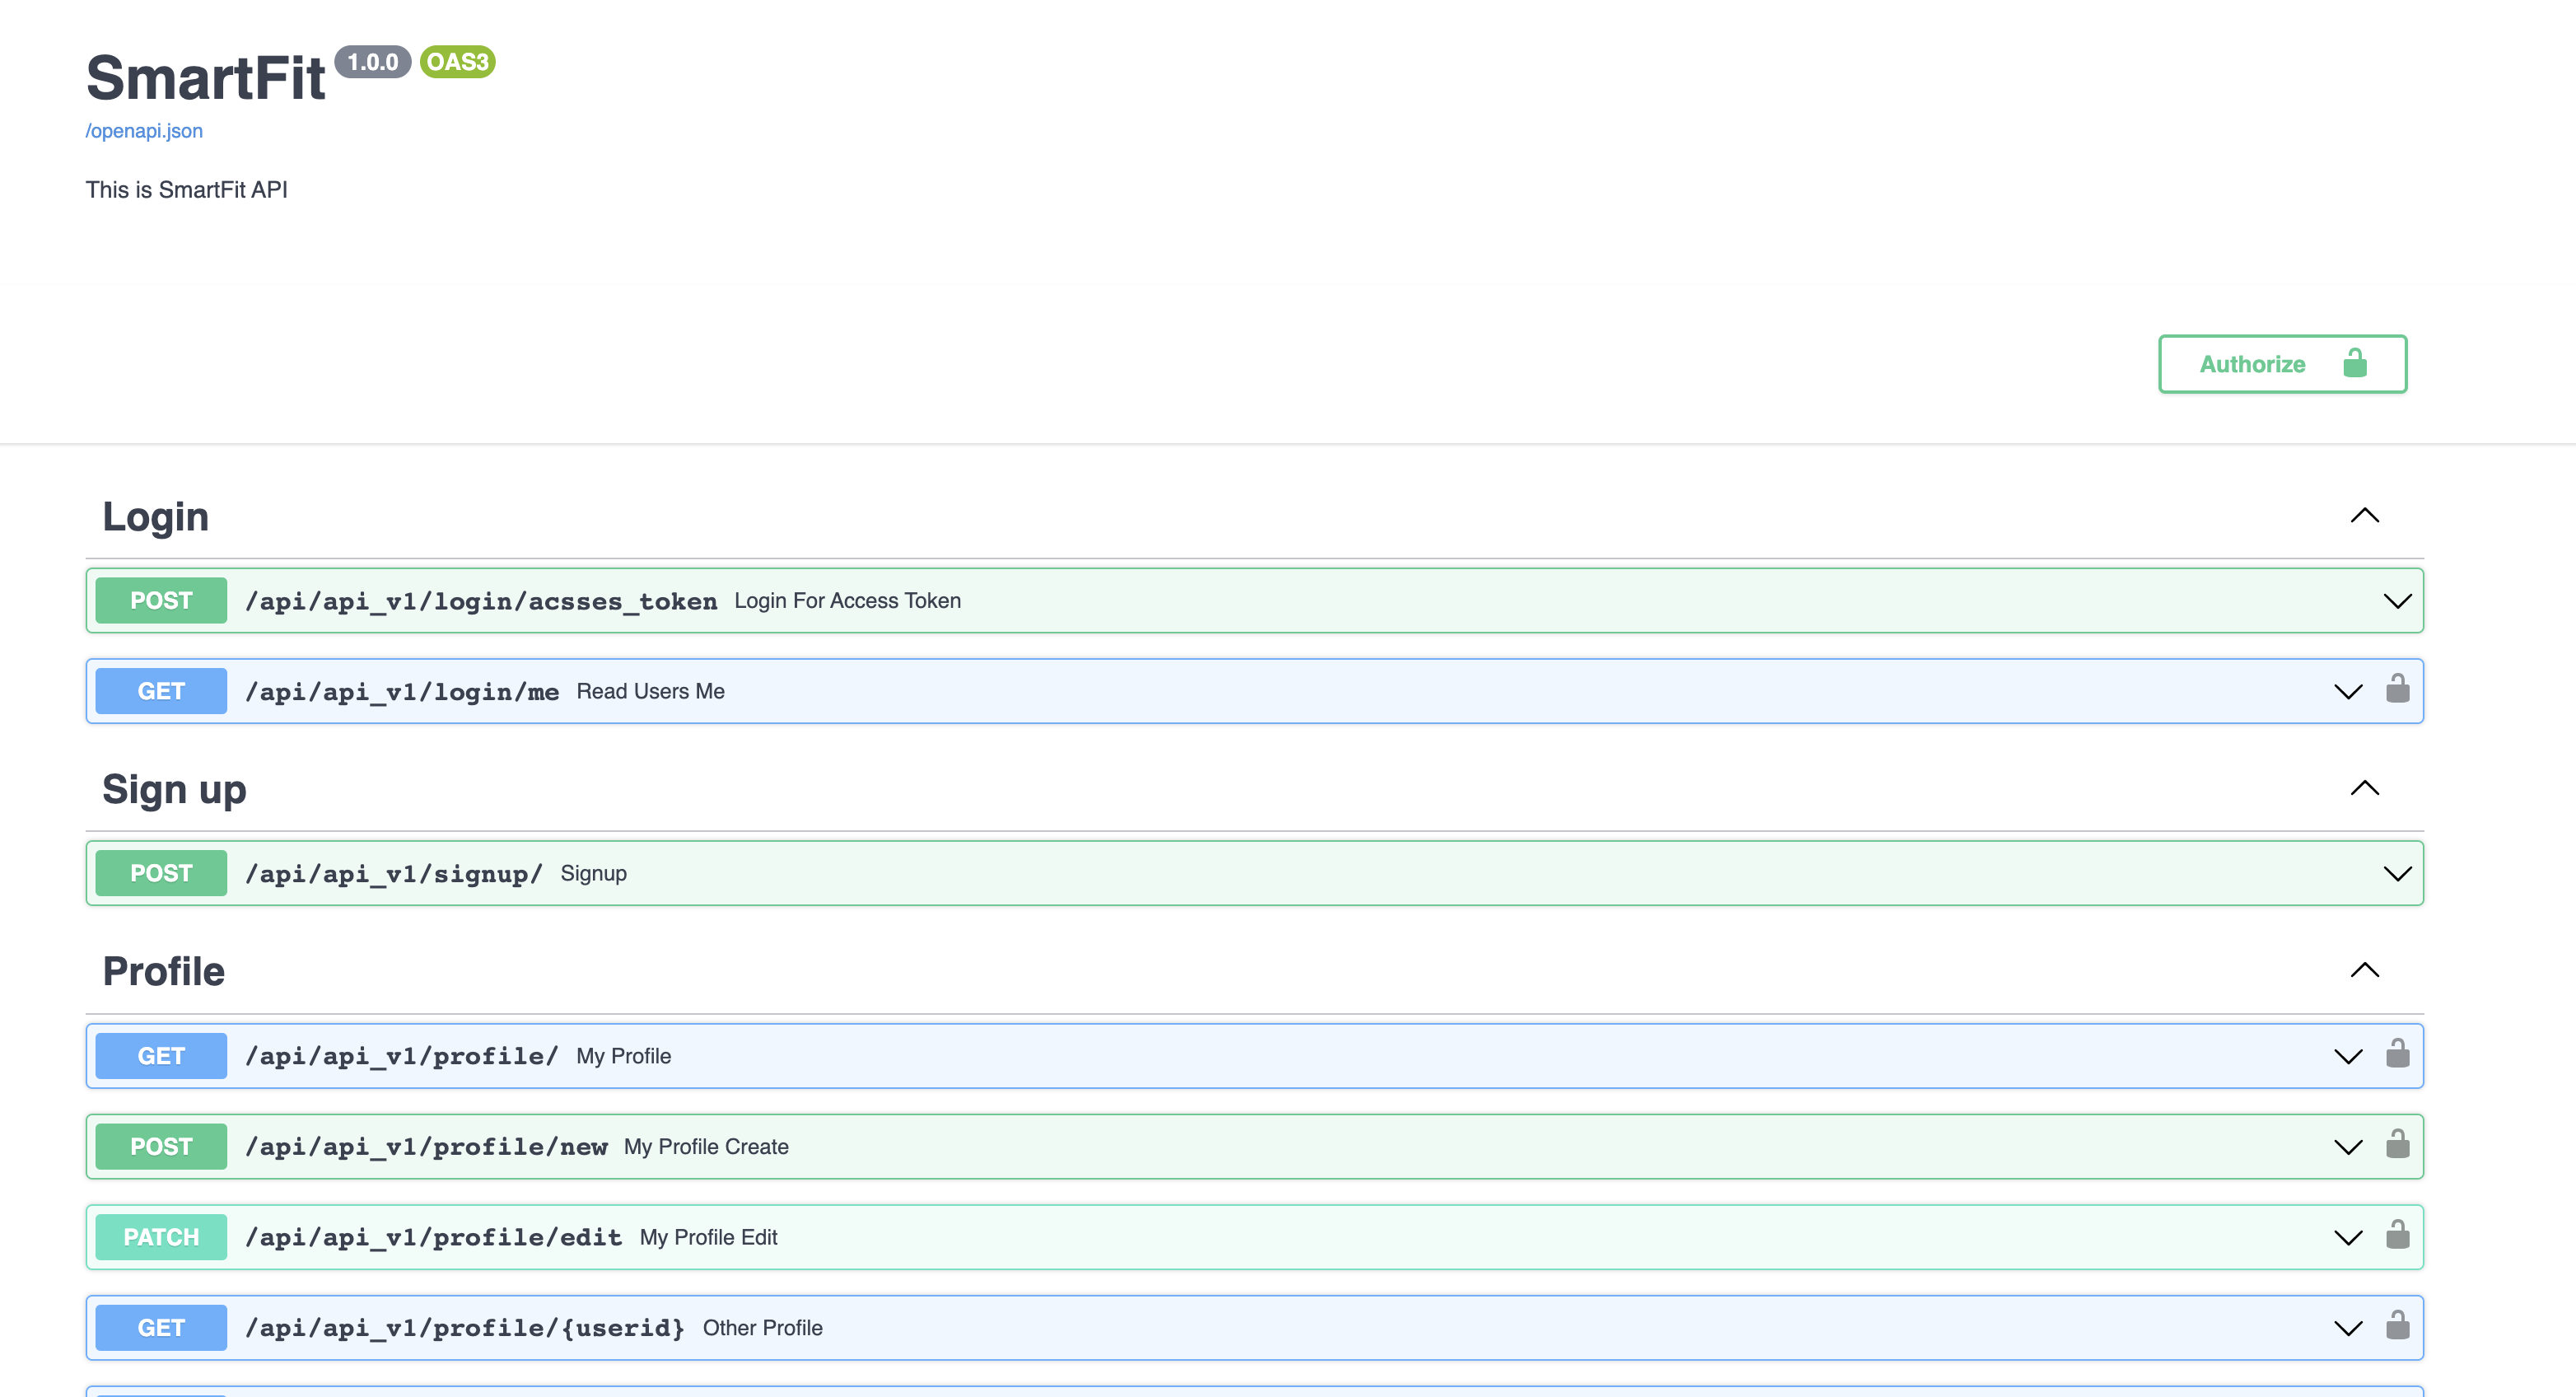 SmartFit 1.0.0 OAS3
/openapi.json
This is SmartFit API
Authorize
Login
POST /api/api_v1/login/acsses_token Login For Access Token
GET /api/api_v1/login/me Read Users Me
Sign up
POST /api/api_v1/signup/ Signup
Profile
GET /api/api_v1/profile/ My Profile
POST /api/api_v1/profile/new My Profile Create
PATCH /api/api_v1/profile/edit My Profile Edit
GET /api/api_v1/profile/{userid} Other Profile